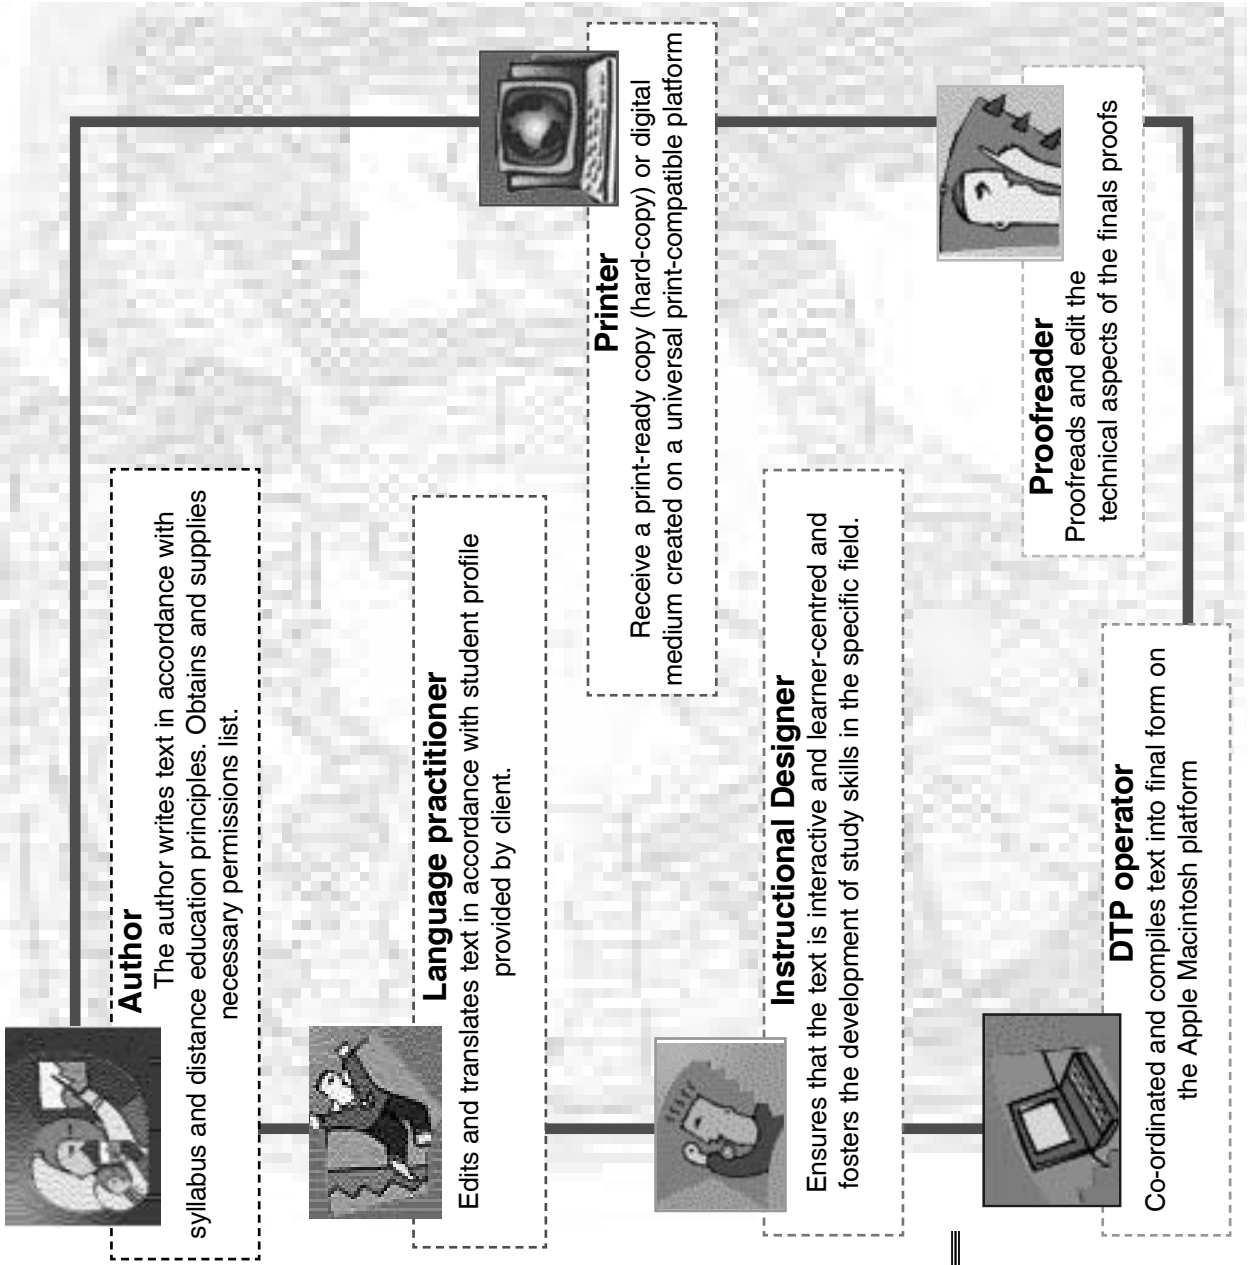 Author
The author writes text in accordance with
syllabus and distance education principles. Obtains and supplies
necessary permissions list.
Language practitioner
Edits and translates text in accordance with student profile
provided by client.
Instructional Designer
Ensures that the text is interactive and learner-centred and
fosters the development of study skills in the specific field.
DTP operator
Co-ordinated and compiles text into final form on
the Apple Macintosh platform
Proofreader
Proofreads and edit the
technical aspects of the finals proofs
Printer
Receive a print-ready copy (hard-copy) or digital
medium created on a universal print-compatible platform